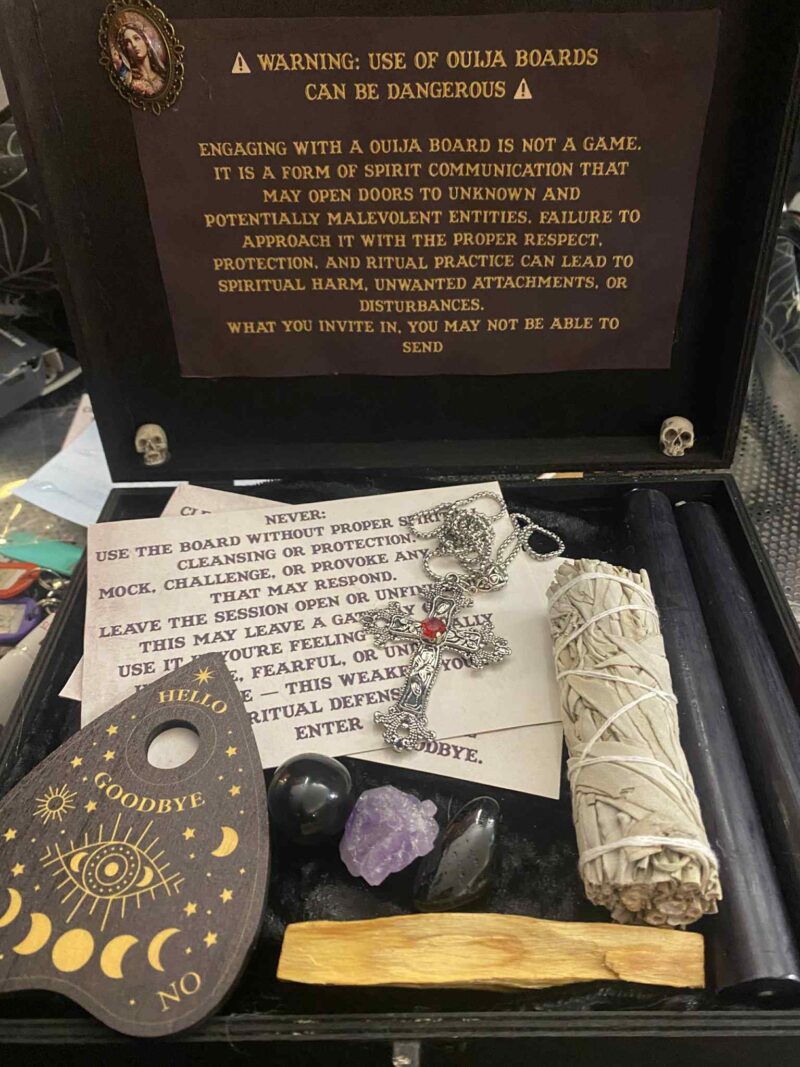 ⚠ WARNING: USE OF OUIJA BOARDS
CAN BE DANGEROUS ⚠
ENGAGING WITH A OUIJA BOARD IS NOT A GAME.
IT IS A FORM OF SPIRIT COMMUNICATION THAT
MAY OPEN DOORS TO UNKNOWN AND
POTENTIALLY MALEVOLENT ENTITIES. FAILURE TO
APPROACH IT WITH THE PROPER RESPECT,
PROTECTION, AND RITUAL PRACTICE CAN LEAD TO
SPIRITUAL HARM, UNWANTED ATTACHMENTS, OR
DISTURBANCES.
WHAT YOU INVITE IN, YOU MAY NOT BE ABLE TO
SEND
NEVER:
USE THE BOARD WITHOUT PROPER
CLEANSING OR PROTECTION.
MOCK, CHALLENGE, OR PROVOKE ANY
THAT MAY RESPOND.
LEAVE THE SESSION OPEN OR
THIS MAY LEAVE A
USE IT YOU'RE FEELING
FEARFUL, OR
— THIS
ENTER
HELLO
GOODBYE
NO